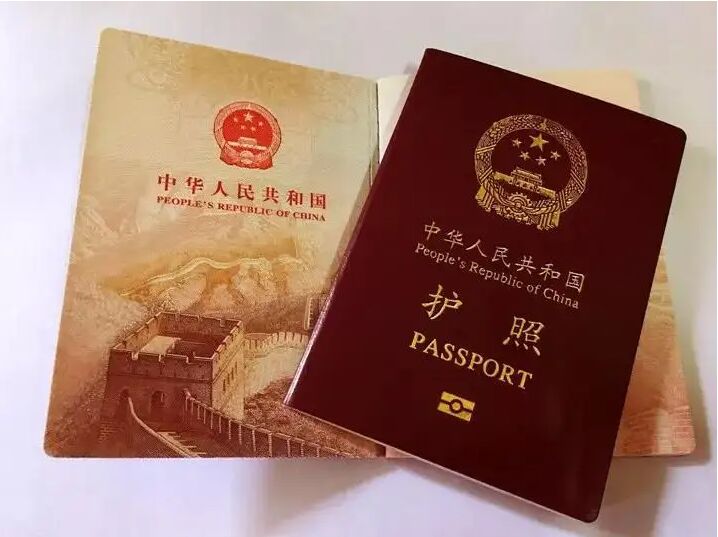 中华人民共和国
PEOPLE'S REPUBLIC OF CHINA
中华人民共和国
People's Republic of China
护照
PASSPORT